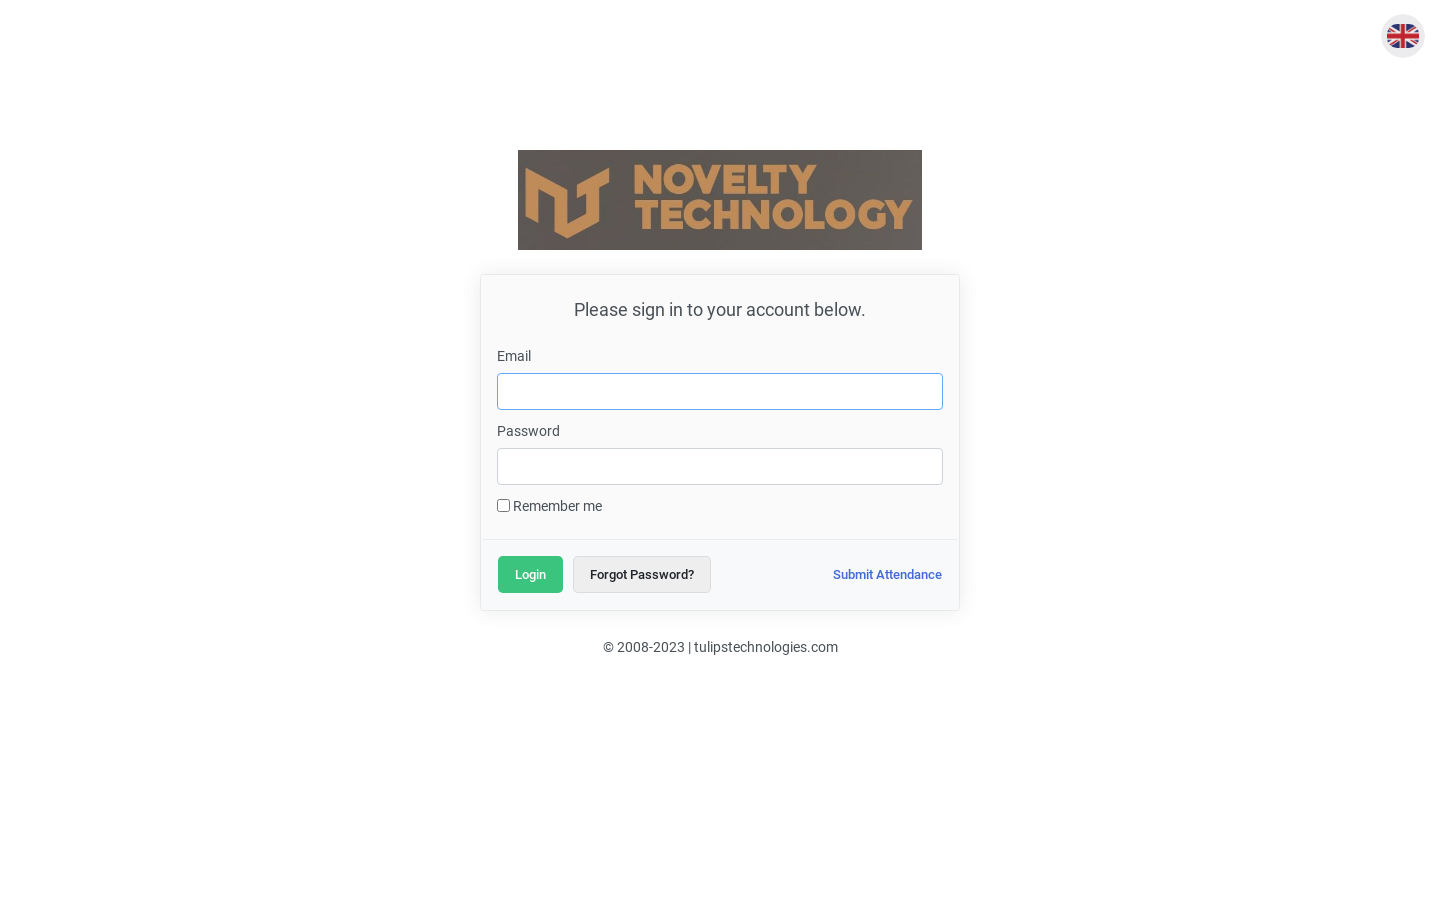 NOVELTY
TECHNOLOGY
Please sign in to your account below.
Email
Password
Remember me
Login
Forgot Password?
Submit Attendance
© 2008-2023 | tulipstechnologies.com